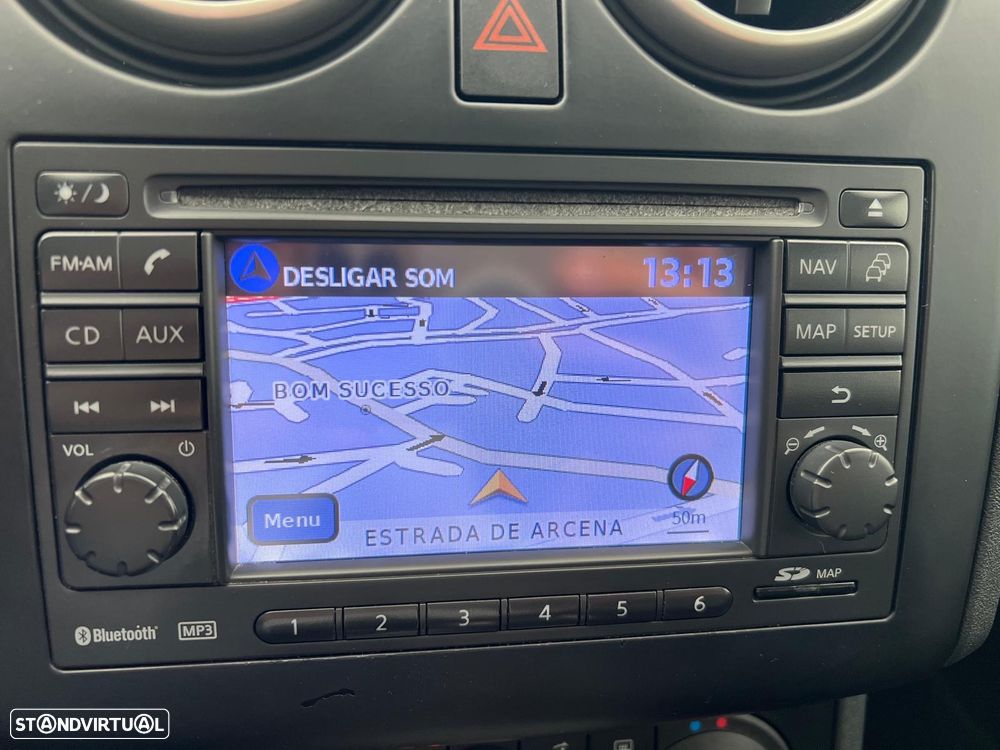 FM·AM
CD AUX
VOL
DESLIGAR SOM 13:13
BOM SUCESSO
Menu
ESTRADA DE ARCENA
50m
NAV
MAP SETUP
SD MAP
1 2 3 4 5 6
Bluetooth® MP3
STANDVIRTUAL